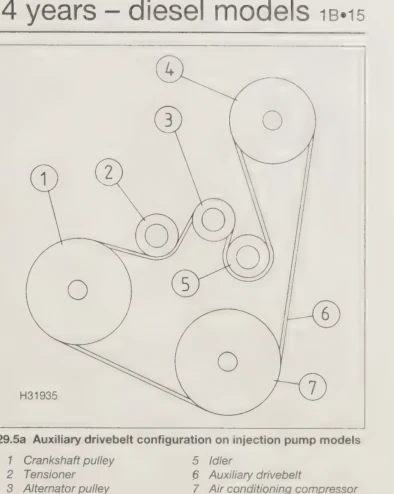 4 years – diesel models 1B•15
4
3
2
1
5
6
7
H31935
29.5a Auxiliary drivebelt configuration on injection pump models
1 Crankshaft pulley
5 Idler
2 Tensioner
6 Auxiliary drivebelt
3 Alternator pulley
7 Air conditioning compressor